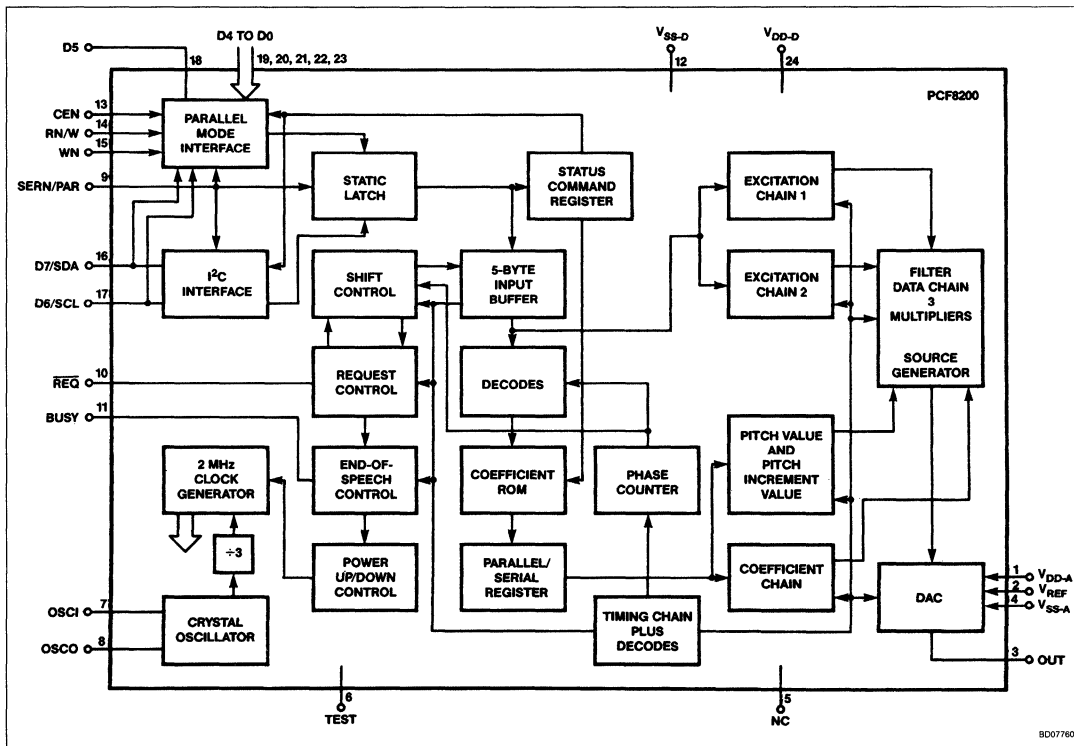 D5
D4 TO D0
18
19, 20, 21, 22, 23
VSS-D
12
VDD-D
24
PCF8200
CEN
13
RN/W
14
WN
15
SERN/PAR
9
D7/SDA
16
D6/SCL
17
REQ
10
BUSY
11
OSCI
7
OSCO
8
PARALLEL
MODE
INTERFACE
STATIC
LATCH
STATUS
COMMAND
REGISTER
EXCITATION
CHAIN 1
I2C
INTERFACE
SHIFT
CONTROL
5-BYTE
INPUT
BUFFER
EXCITATION
CHAIN 2
FILTER
DATA CHAIN
3
MULTIPLIERS
SOURCE
GENERATOR
REQUEST
CONTROL
DECODES
2 MHz
CLOCK
GENERATOR
END-OF-
SPEECH
CONTROL
COEFFICIENT
ROM
PHASE
COUNTER
PITCH VALUE
AND
PITCH
INCREMENT
VALUE
÷3
CRYSTAL
OSCILLATOR
POWER
UP/DOWN
CONTROL
PARALLEL/
SERIAL
REGISTER
TIMING CHAIN
PLUS
DECODES
COEFFICIENT
CHAIN
DAC
1
VDD-A
2
VREF
4
VSS-A
3
OUT
6
TEST
5
NC
BD07760